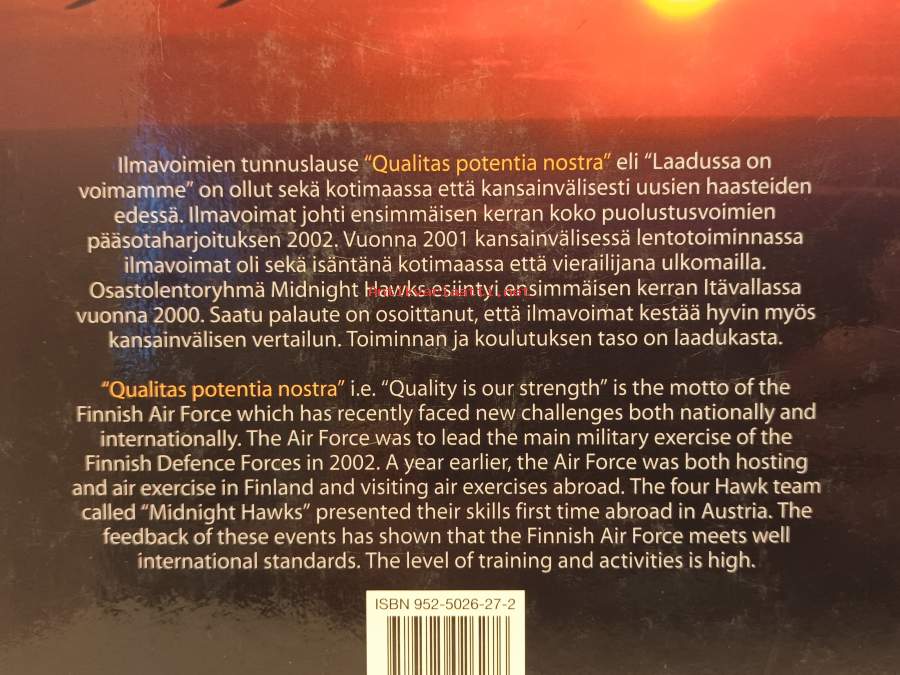 Ilmavoimien tunnuslause "Qualitas potentia nostra" eli "Laadussa on
voimamme" on ollut sekä kotimaassa että kansainvälisesti uusien haasteiden
edessä. Ilmavoimat johti ensimmäisen kerran koko puolustusvoimien
pääsotaharjoituksen 2002. Vuonna 2001 kansainvälisessä lentotoiminnassa
ilmavoimat oli sekä isäntänä kotimaassa että vierailijana ulkomailla.
Osastolentoryhmä Midnight Hawks esiintyi ensimmäisen kerran Itävallassa
vuonna 2000. Saatu palaute on osoittanut, että ilmavoimat kestää hyvin myös
kansainvälisen vertailun. Toiminnan ja koulutuksen taso on laadukasta.
"Qualitas potentia nostra" i.e. "Quality is our strength" is the motto of the
Finnish Air Force which has recently faced new challenges both nationally and
internationally. The Air Force was to lead the main military exercise of the
Finnish Defence Forces in 2002. A year earlier, the Air Force was both hosting
and air exercise in Finland and visiting air exercises abroad. The four Hawk team
called "Midnight Hawks" presented their skills first time abroad in Austria. The
feedback of these events has shown that the Finnish Air Force meets well
international standards. The level of training and activities is high.
ISBN 952-5026-27-2